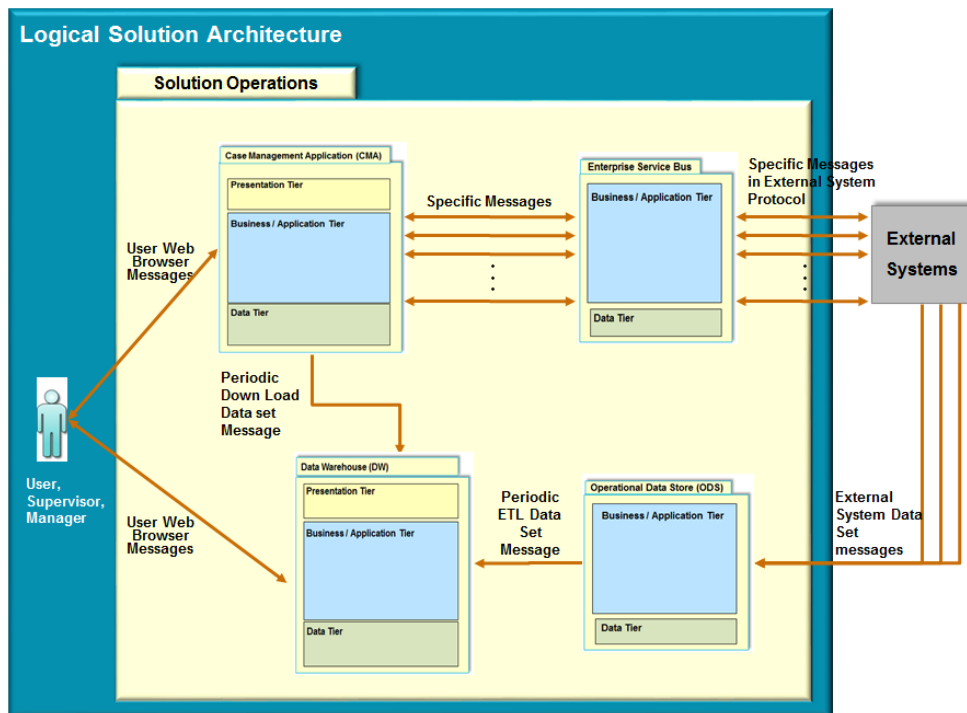 Logical Solution Architecture
Solution Operations
Case Management Application (CMA)
Presentation Tier
Business / Application Tier
Data Tier
Specific Messages
Enterprise Service Bus
Business / Application Tier
Data Tier
Specific Messages
in External System
Protocol
External
Systems
User Web
Browser
Messages
Periodic
Down Load
Data set
Message
User,
Supervisor,
Manager
User Web
Browser
Messages
Data Warehouse (DW)
Presentation Tier
Business / Application Tier
Data Tier
Periodic
ETL Data
Set
Message
Operational Data Store (ODS)
Business / Application Tier
Data Tier
External
System Data
Set
messages